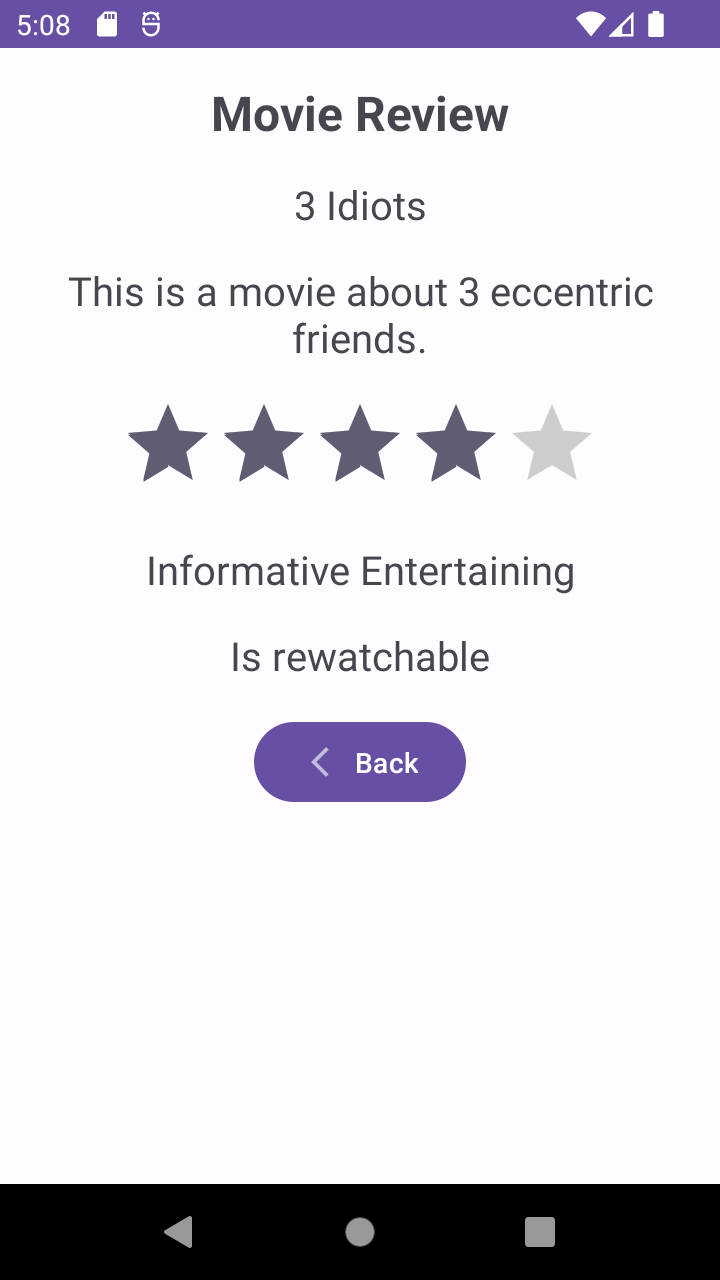 5:08
Movie Review
3 Idiots
This is a movie about 3 eccentric
friends.
Informative Entertaining
Is rewatchable
Back